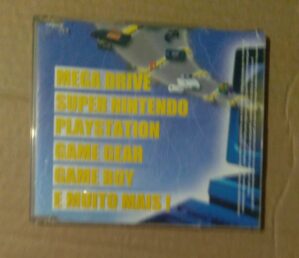 MEGA DRIVE
SUPER NINTENDO
PLAYSTATION
GAME GEAR
GAME BOY
E MUITO MAIS !